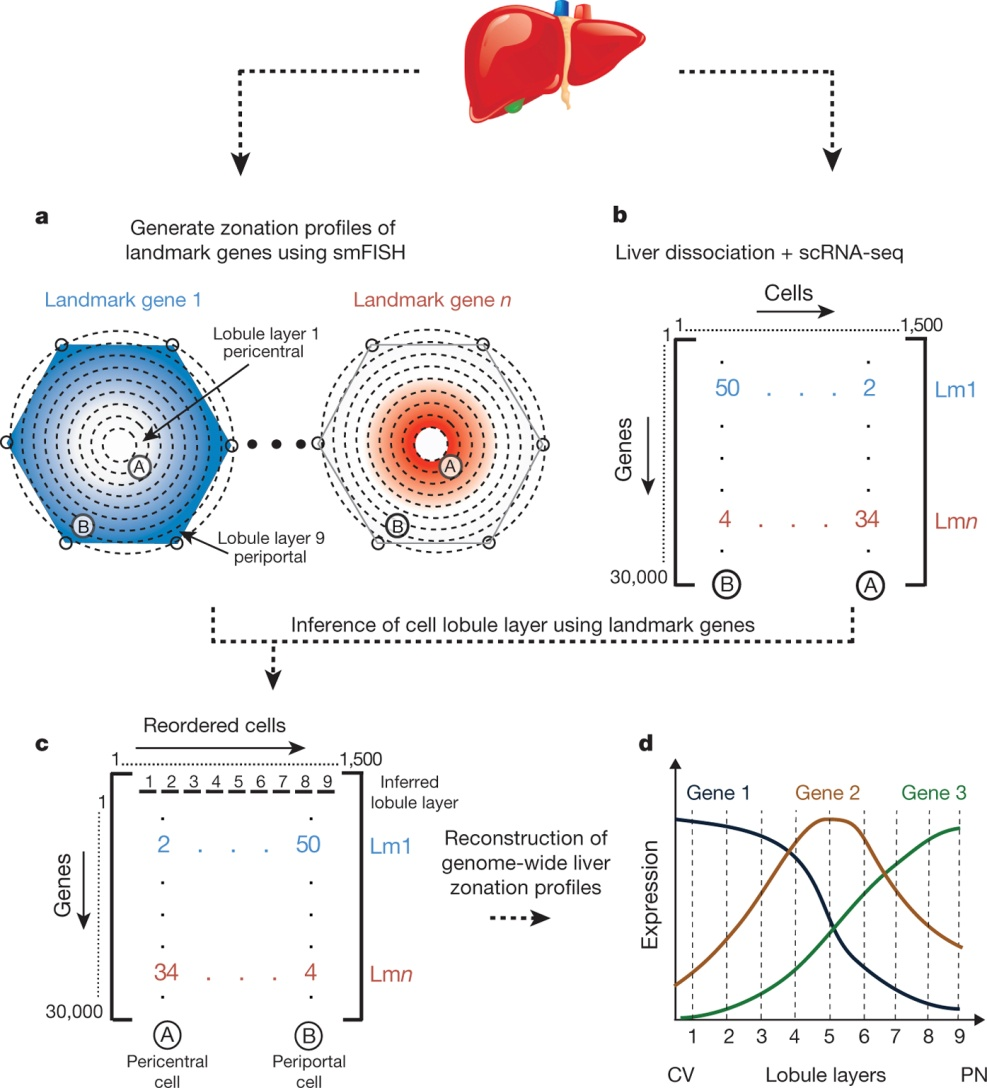 a
Generate zonation profiles of
landmark genes using smFISH
Landmark gene 1
Landmark gene n
Lobule layer 1
pericentral
A
A
B
B
Lobule layer 9
periportal
b
Liver dissociation + scRNA-seq
Cells
1 1,500
1
50 . . . 2 Lm1
Genes
4 . . . 34 Lmn
30,000
B A
Inference of cell lobule layer using landmark genes
c
Reordered cells
1 1,500
1 2 3 4 5 6 7 8 9
Inferred
lobule layer
1
2 . . . 50 Lm1
Genes
34 . . . 4 Lmn
30,000
A B
Pericentral
cell
Periportal
cell
Reconstruction of
genome-wide liver
zonation profiles
d
Gene 1 Gene 2 Gene 3
Expression
1 2 3 4 5 6 7 8 9
CV Lobule layers PN